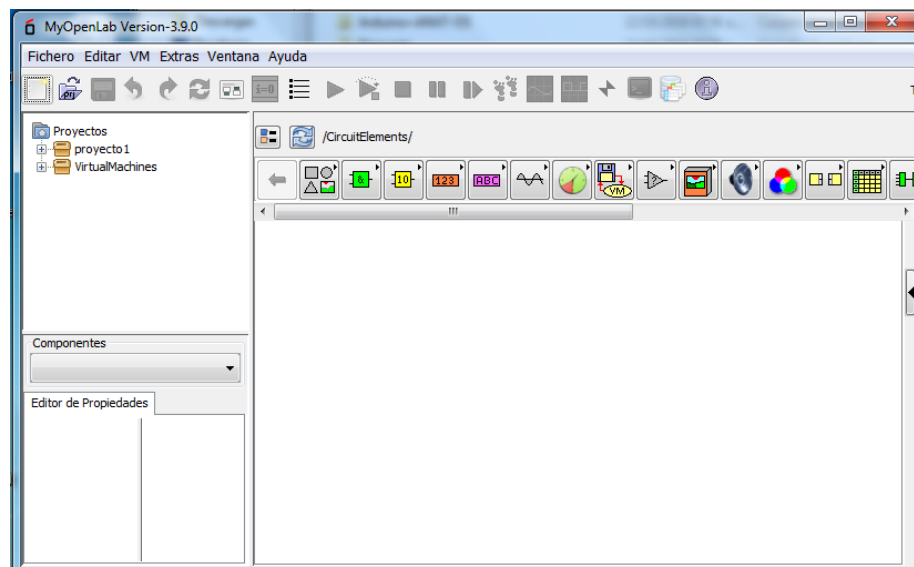 MyOpenLab Version-3.9.0
Fichero Editar VM Extras Ventana Ayuda
i=0
Proyectos
proyecto1
VirtualMachines
/CircuitElements/
& 10 123 ABC VM
Componentes
Editor de Propiedades